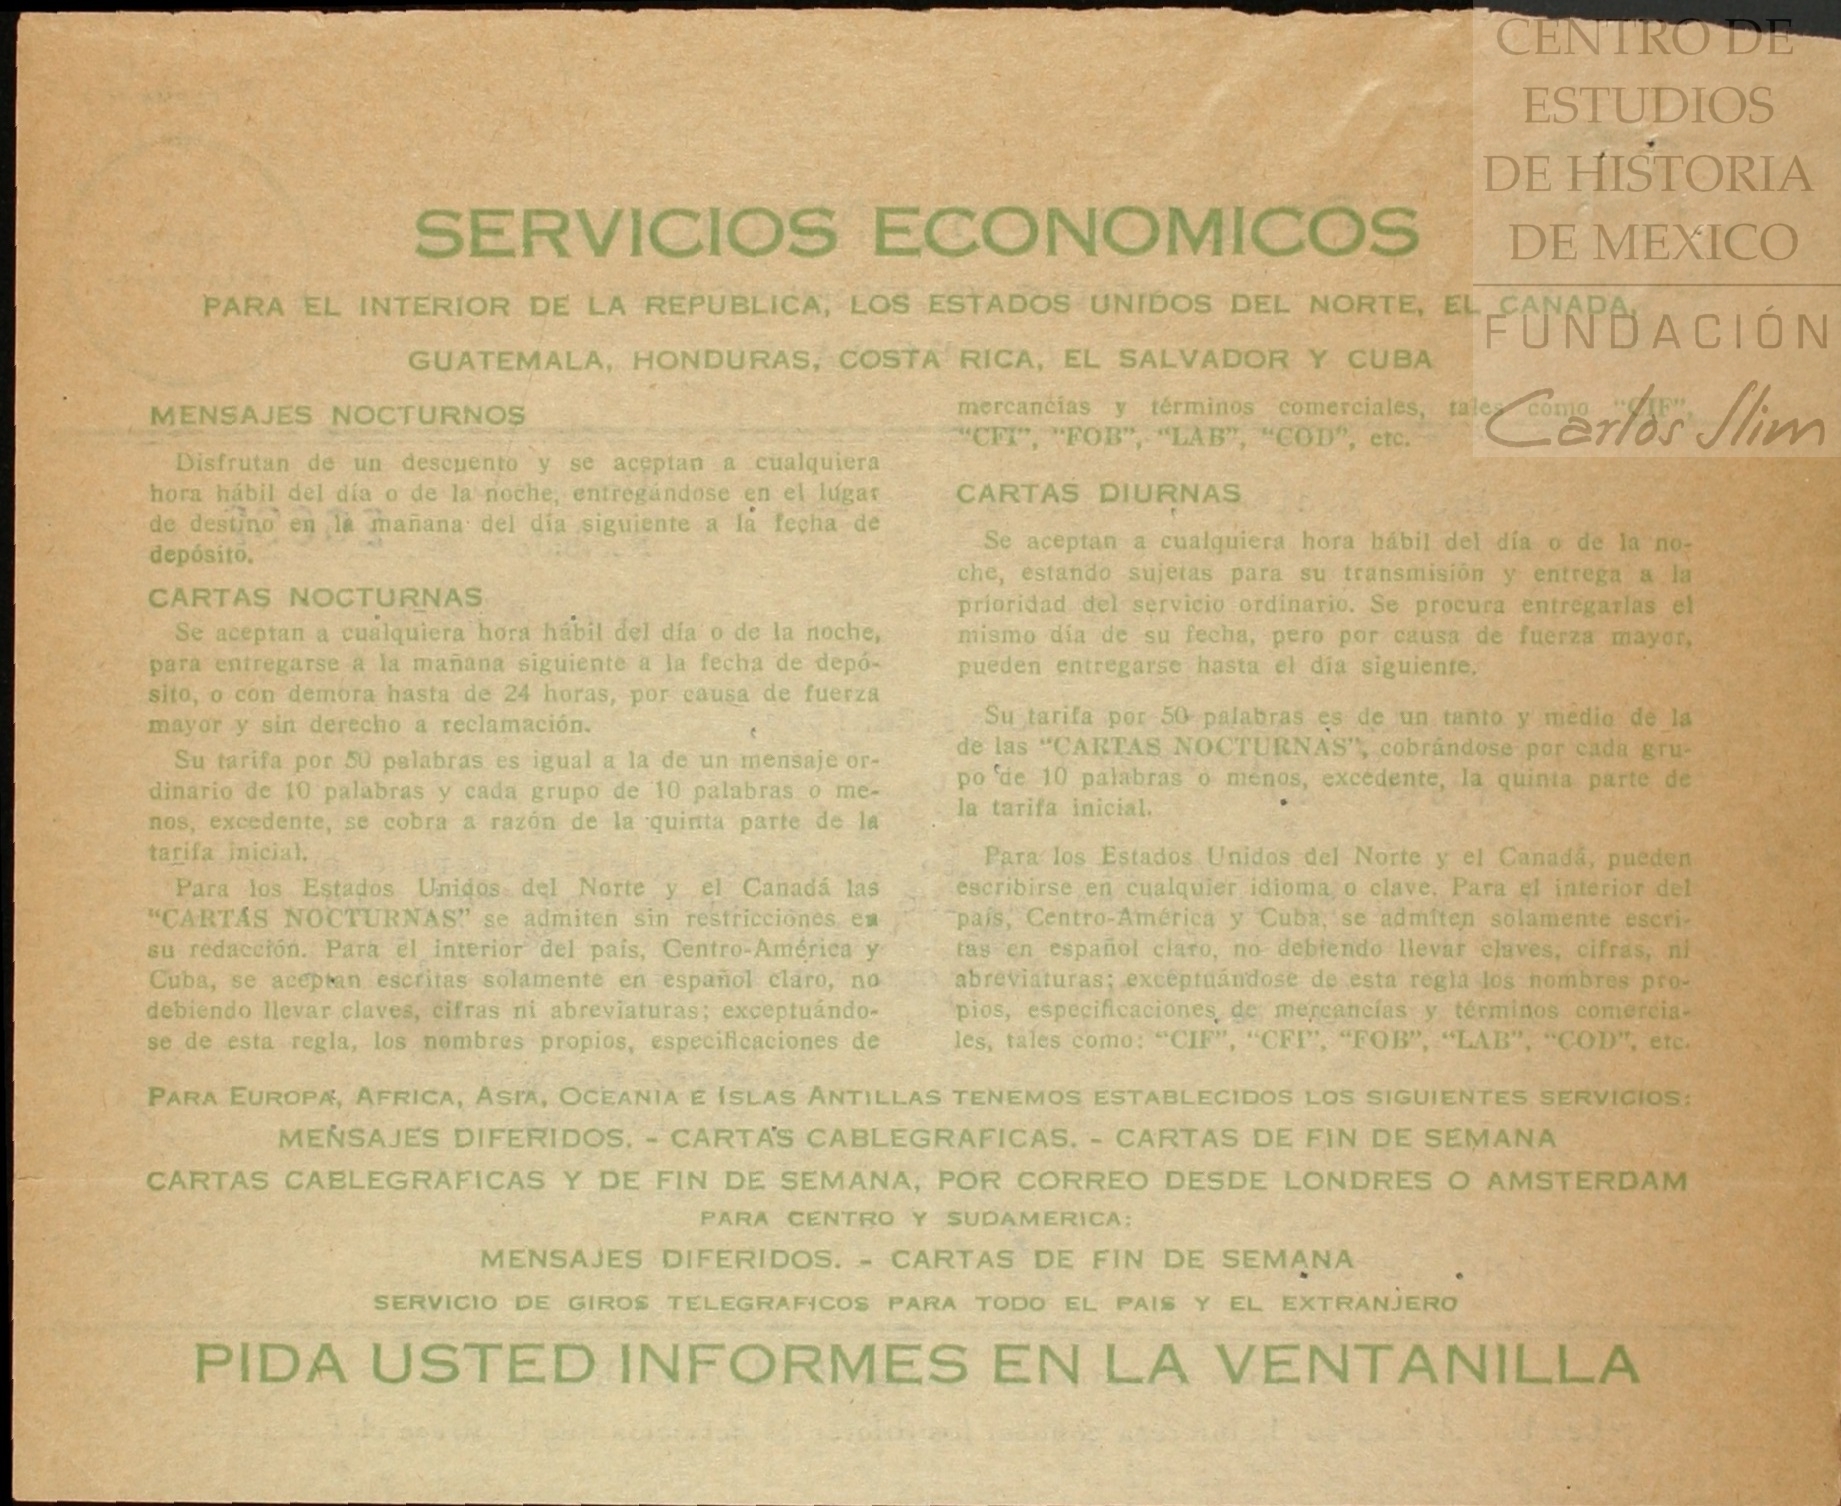 CENTRO DE
ESTUDIOS
DE HISTORIA
DE MEXICO
FUNDACIÓN
Carlos Slim
SERVICIOS ECONOMICOS
PARA EL INTERIOR DE LA REPUBLICA, LOS ESTADOS UNIDOS DEL NORTE, EL CANADA,
GUATEMALA, HONDURAS, COSTA RICA, EL SALVADOR Y CUBA
MENSAJES NOCTURNOS
Disfrutan de un descuento y se aceptan a cualquiera
hora hábil del día o de la noche, entregándose en el lugar
de destino en la mañana del día siguiente a la fecha de
depósito.
CARTAS NOCTURNAS
Se aceptan a cualquiera hora hábil del día o de la noche,
para entregarse a la mañana siguiente a la fecha de depó-
sito, o con demora hasta de 24 horas, por causa de fuerza
mayor y sin derecho a reclamación.
Su tarifa por 50 palabras es igual a la de un mensaje or-
dinario de 10 palabras y cada grupo de 10 palabras o me-
nos, excedente, se cobra a razón de la quinta parte de la
tarifa inicial.
Para los Estados Unidos del Norte y el Canadá las
"CARTAS NOCTURNAS" se admiten sin restricciones en
su redacción. Para el interior del país, Centro-América y
Cuba, se aceptan escritas solamente en español claro, no
debiendo llevar claves, cifras ni abreviaturas; exceptuándo-
se de esta regla, los nombres propios, especificaciones de
mercancías y términos comerciales, tales como "CIF",
"CFI", "FOB", "LAB", "COD", etc.
CARTAS DIURNAS
Se aceptan a cualquiera hora hábil del día o de la no-
che, estando sujetas para su transmisión y entrega a la
prioridad del servicio ordinario. Se procura entregarlas el
mismo día de su fecha, pero por causa de fuerza mayor,
pueden entregarse hasta el día siguiente.
Su tarifa por 50 palabras es de un tanto y medio de la
de las "CARTAS NOCTURNAS", cobrándose por cada gru-
po de 10 palabras o menos, excedente, la quinta parte de
la tarifa inicial.
Para los Estados Unidos del Norte y el Canadá, pueden
escribirse en cualquier idioma o clave. Para el interior del
país, Centro-América y Cuba, se admiten solamente escri-
tas en español claro, no debiendo llevar claves, cifras, ni
abreviaturas; exceptuándose de esta regla los nombres pro-
pios, especificaciones de mercancías y términos comercia-
les, tales como: "CIF", "CFI", "FOB", "LAB", "COD", etc.
PARA EUROPA, AFRICA, ASIA, OCEANIA E ISLAS ANTILLAS TENEMOS ESTABLECIDOS LOS SIGUIENTES SERVICIOS:
MENSAJES DIFERIDOS. - CARTAS CABLEGRAFICAS. - CARTAS DE FIN DE SEMANA
CARTAS CABLEGRAFICAS Y DE FIN DE SEMANA, POR CORREO DESDE LONDRES O AMSTERDAM
PARA CENTRO Y SUDAMERICA:
MENSAJES DIFERIDOS. - CARTAS DE FIN DE SEMANA
SERVICIO DE GIROS TELEGRAFICOS PARA TODO EL PAIS Y EL EXTRANJERO
PIDA USTED INFORMES EN LA VENTANILLA